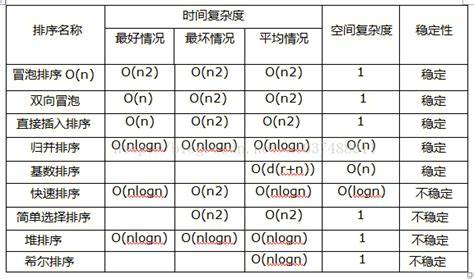 排序名称 时间复杂度 空间复杂度 稳定性
最好情况 最坏情况 平均情况
冒泡排序O(n) O(n2) O(n2) 1 稳定
双向冒泡 O(n) O(n2) O(n2) 1 稳定
直接插入排序 O(n) O(n2) O(n2) 1 稳定
归并排序 O(nlogn) O(nlogn) O(nlogn) O(n) 稳定
基数排序 O(d(r+n)) O(n) 稳定
快速排序 O(nlogn) O(n2) O(nlogn) O(logn) 不稳定
简单选择排序 O(n2) O(n2) 1 不稳定
堆排序 O(nlogn) O(nlogn) O(nlogn) 1 不稳定
希尔排序 O(nlogn) 1 不稳定